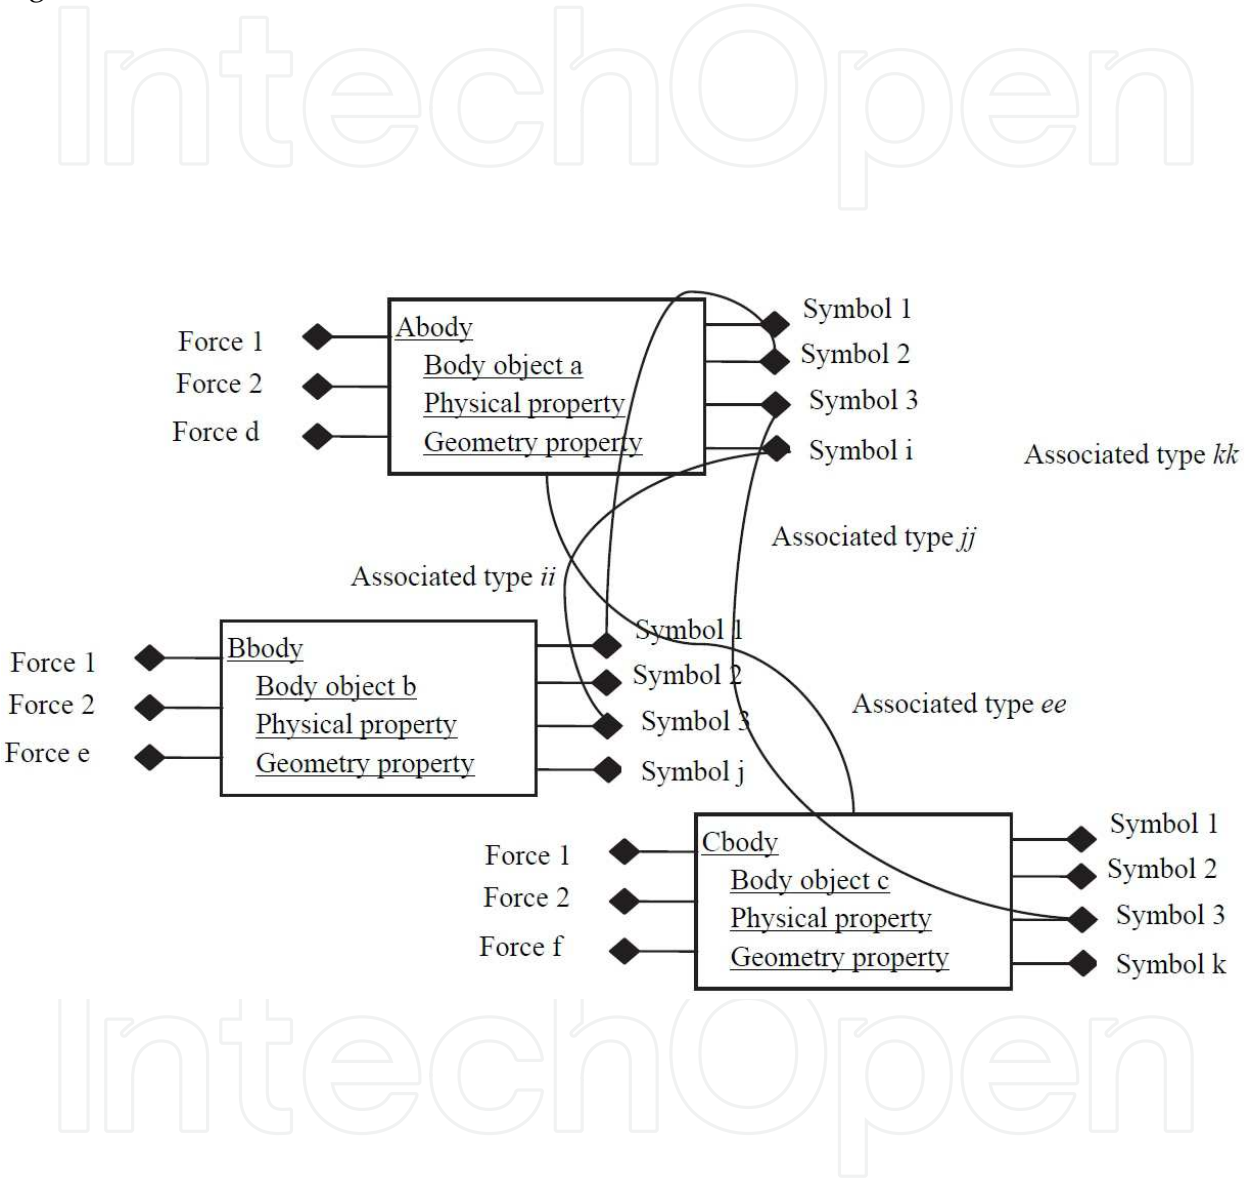 IntechOpen
Symbol 1
Force 1
Abody
Symbol 2
Body object a
Force 2
Physical property
Symbol 3
Force d
Geometry property
Symbol i
Associated type kk
Associated type jj
Associated type ii
Symbol 1
Force 1
Bbody
Symbol 2
Body object b
Force 2
Physical property
Symbol 3
Associated type ee
Force e
Geometry property
Symbol j
Symbol 1
Force 1
Cbody
Symbol 2
Body object c
Force 2
Physical property
Symbol 3
Force f
Geometry property
Symbol k
IntechOpen